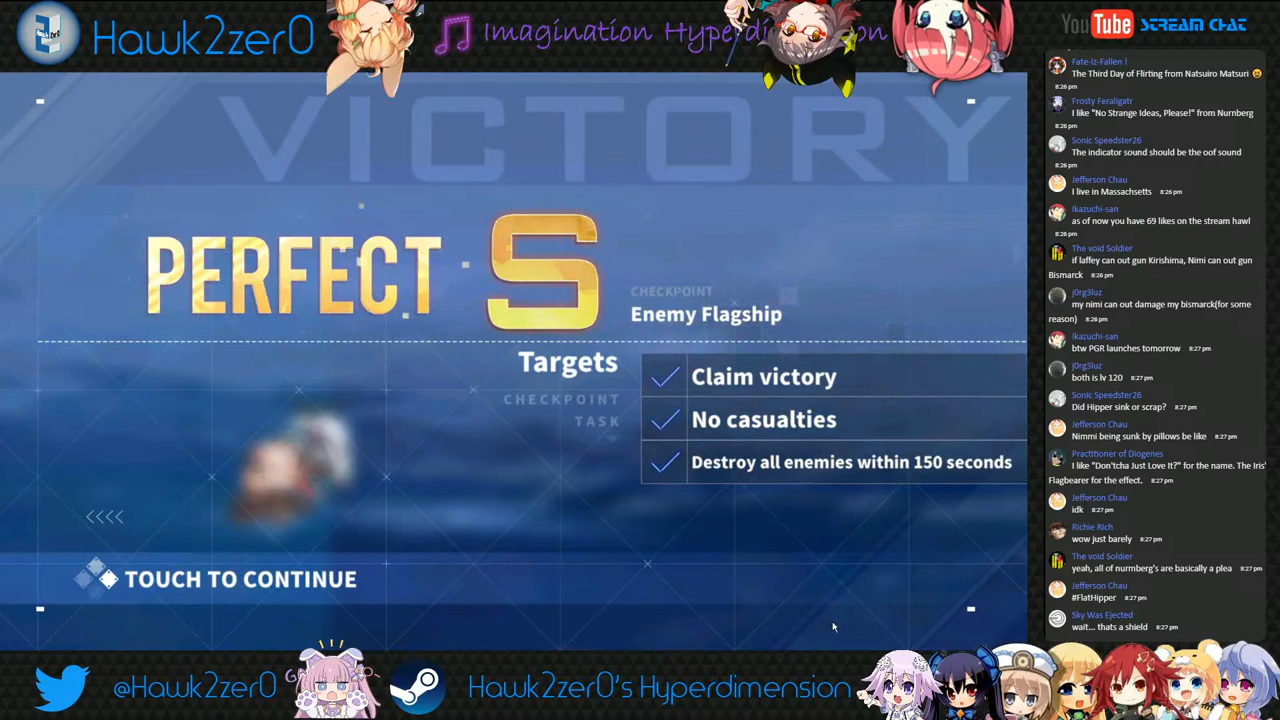 Hawk2zer0
Imagination Hyperdimension
You Tube STREAM CHAT
VICTORY
PERFECT S
CHECKPOINT
Enemy Flagship
Targets
CHECKPOINT
TASK
Claim victory
No casualties
Destroy all enemies within 150 seconds
<<<<
TOUCH TO CONTINUE
Fate-Iz-Fallen !
The Third Day of Flirting from Natsuiro Matsuri
8:26 pm
Frosty Feraligatr
I like "No Strange Ideas, Please!" from Nurnberg
8:26 pm
Sonic Speedster26
The indicator sound should be the oof sound
8:26 pm
Jefferson Chau
I live in Massachsetts 8:26 pm
Ikazuchi-san
as of now you have 69 likes on the stream hawl
8:26 pm
The void Soldier
if laffey can out gun Kirishima, Nimi can out gun
Bismarck 8:26 pm
j0rg3luz
my nimi can out damage my bismarck(for some
reason) 8:26 pm
Ikazuchi-san
btw PGR launches tomorrow 8:27 pm
j0rg3luz
both is lv 120 8:27 pm
Sonic Speedster26
Did Hipper sink or scrap? 8:27 pm
Jefferson Chau
Nimmi being sunk by pillows be like 8:27 pm
Practitioner of Diogenes
I like "Don'tcha Just Love It?" for the name. The Iris'
Flagbearer for the effect. 8:27 pm
Jefferson Chau
idk 8:27 pm
Richie Rich
wow just barely 8:27 pm
The void Soldier
yeah, all of nurmberg's are basically a plea 8:27 pm
Jefferson Chau
#FlatHipper 8:27 pm
Sky Was Ejected
wait... thats a shield 8:27 pm
@Hawk2zer0
Hawk2zer0's Hyperdimension